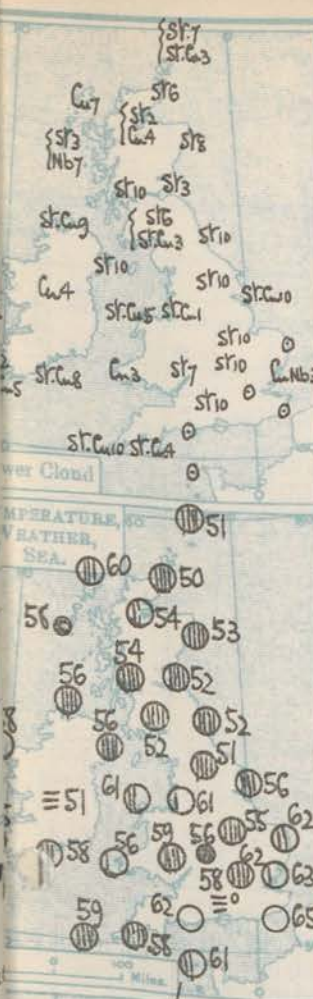 {St.7
St.Cu3
Cu7
St6
{St2
Cu4
{St3
Nb7
St8
St10
St3
St.Cu9
{St6
St.Cu3
St10
St10
Cu4
St10
St.Cu10
St.Cu5
St.Cu1
St10
St.Cu8
Cu3
St7
St10
CuNb3
St10
St.Cu10
St.Cu4
wer Cloud
MPERATURE,
WEATHER,
SEA.
51
60
50
56
54
53
54
56
52
56
52
52
51
56
51
61
61
55
62
58
56
59
56
58
62
63
62
65
59
58
61
100
Miles.